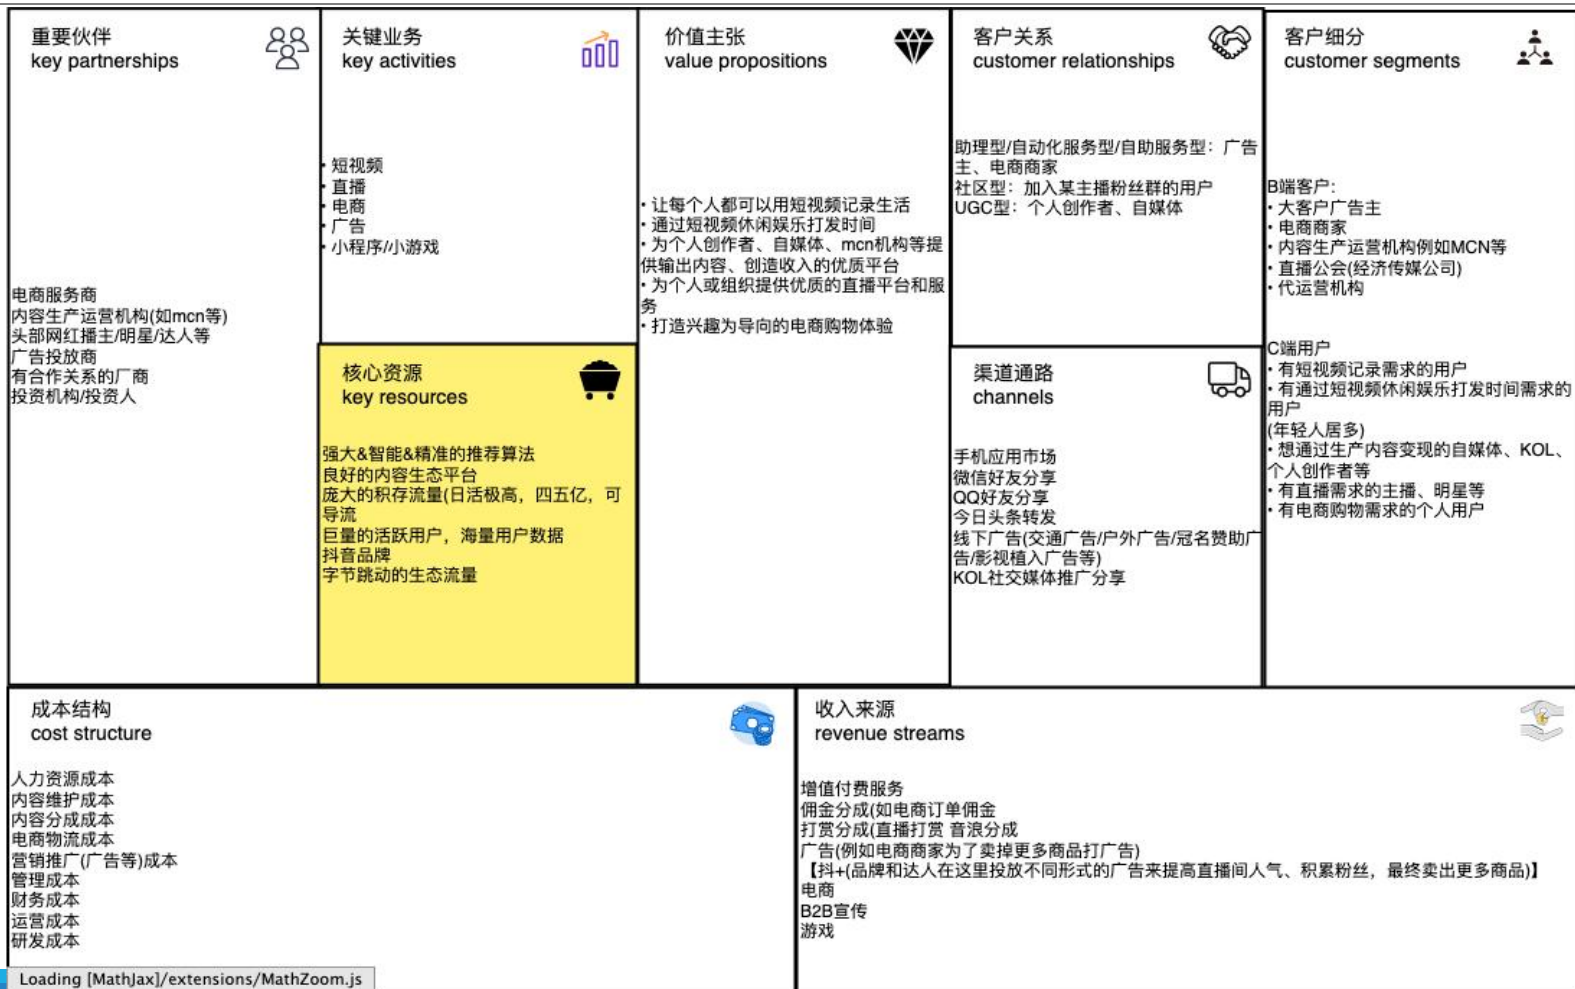 重要伙伴
key partnerships
电商服务商
内容生产运营机构(如mcn等)
头部网红播主/明星/达人等
广告投放商
有合作关系的厂商
投资机构/投资人
关键业务
key activities
• 短视频
• 直播
• 电商
• 广告
• 小程序/小游戏
核心资源
key resources
强大&智能&精准的推荐算法
良好的内容生态平台
庞大的积存流量(日活极高，四五亿，可
导流
巨量的活跃用户，海量用户数据
抖音品牌
字节跳动的生态流量
价值主张
value propositions
• 让每个人都可以用短视频记录生活
• 通过短视频休闲娱乐打发时间
• 为个人创作者、自媒体、mcn机构等提
供输出内容、创造收入的优质平台
• 为个人或组织提供优质的直播平台和服
务
• 打造兴趣为导向的电商购物体验
客户关系
customer relationships
助理型/自动化服务型/自助服务型：广告
主、电商商家
社区型：加入某主播粉丝群的用户
UGC型：个人创作者、自媒体
渠道通路
channels
手机应用市场
微信好友分享
QQ好友分享
今日头条转发
线下广告(交通广告/户外广告/冠名赞助广
告/影视植入广告等)
KOL社交媒体推广分享
客户细分
customer segments
B端客户:
• 大客户广告主
• 电商商家
• 内容生产运营机构例如MCN等
• 直播公会(经济传媒公司)
• 代运营机构
C端用户
• 有短视频记录需求的用户
• 有通过短视频休闲娱乐打发时间需求的
用户
(年轻人居多)
• 想通过生产内容变现的自媒体、KOL、
个人创作者等
• 有直播需求的主播、明星等
• 有电商购物需求的个人用户
成本结构
cost structure
人力资源成本
内容维护成本
内容分成成本
电商物流成本
营销推广(广告等)成本
管理成本
财务成本
运营成本
研发成本
收入来源
revenue streams
增值付费服务
佣金分成(如电商订单佣金
打赏分成(直播打赏 音浪分成
广告(例如电商商家为了卖掉更多商品打广告)
【抖+(品牌和达人在这里投放不同形式的广告来提高直播间人气、积累粉丝，最终卖出更多商品)】
电商
B2B宣传
游戏
Loading [MathJax]/extensions/MathZoom.js